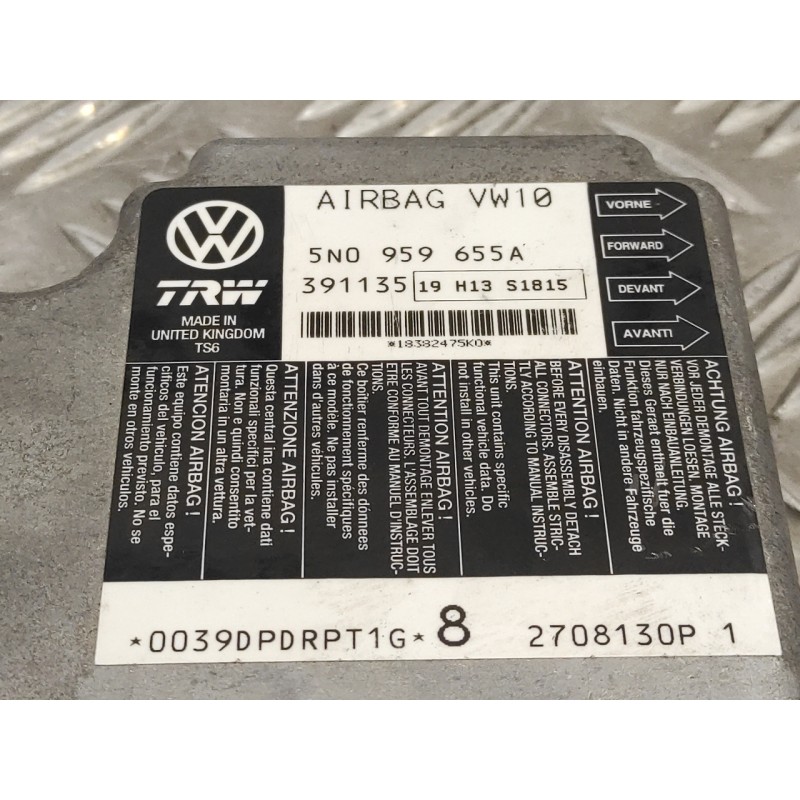 AIRBAG VW10
5N0 959 655A
391135 19 H13 S1815
*18382475K0*
VW
TRW
MADE IN
UNITED KINGDOM
TS6
VORNE
FORWARD
DEVANT
AVANTI
ACHTUNG AIRBAG!
VOR JEDER DEMONTAGE ALLE STECK-
VERBINDUNGEN LOESEN. MONTAGE
NUR NACH EINBAUANLEITUNG.
Dieses Geraet enthaelt fuer die
Funktion fahrzeugspezifische
Daten. Nicht in andere Fahrzeuge
einbauen.
ATTENTION AIRBAG!
BEFORE EVERY DISASSEMBLY DETACH
ALL CONNECTORS. ASSEMBLE STRIC-
TLY ACCORDING TO MANUAL INSTRUC-
TIONS.
This unit contains specific
functional vehicle data. Do
not install in other vehicles.
ATTENTION AIRBAG!
AVANT TOUT DEMONTAGE ENLEVER TOUS
LES CONNECTEURS. L'ASSEMBLAGE DOIT
ETRE CONFORME AU MANUEL D'INSTRUC-
TIONS.
Ce boîtier renferme des données
de fonctionnement spécifiques
à ce modèle. Ne pas installer
dans d'autres véhicules.
ATTENZIONE AIRBAG!
Questa centralina contiene dati
funzionali specifici per la vet-
tura. Non e quindi consentito
montarla in un altra vettura.
ATENCION AIRBAG!
Este equipo contiene datos espe-
cíficos del vehículo, para el
funcionamiento previsto. No se
monte en otros vehículos.
*0039DPDRPT1G* 8 2708130P 1